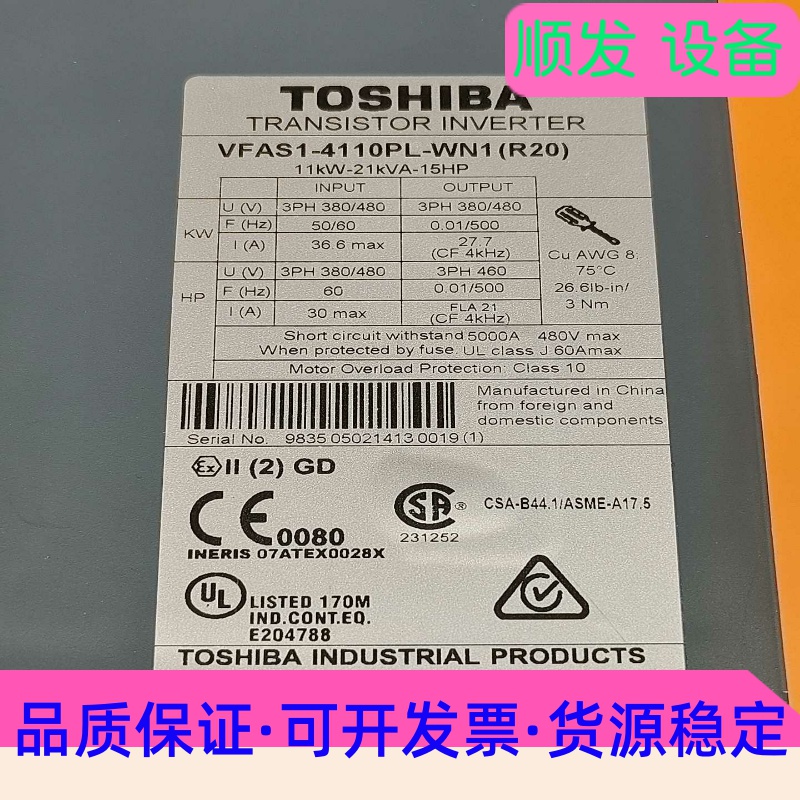 顺发 设备
TOSHIBA
TRANSISTOR INVERTER
VFAS1-4110PL-WN1(R20)
11kW-21kVA-15HP
INPUT OUTPUT
KW U (V) 3PH 380/480 3PH 380/480
F (Hz) 50/60 0.01/500
I (A) 36.6 max 27.7
(CF 4kHz)
HP U (V) 3PH 380/480 3PH 460
F (Hz) 60 0.01/500
I (A) 30 max FLA 21
(CF 4kHz)
Cu AWG 8:
75°C
26.6lb-in/
3 Nm
Short circuit withstand 5000A 480V max
When protected by fuse: UL class J 60Amax
Motor Overload Protection: Class 10
Manufactured in China
from foreign and
domestic components
Serial No. 9835 05021413 0019 (1)
Ex II (2) GD
CE 0080
INERIS 07ATEX0028X
SA ®
231252
CSA-B44.1/ASME-A17.5
UL
LISTED 170M
IND.CONT.EQ.
E204788
TOSHIBA INDUSTRIAL PRODUCTS
品质保证·可开发票·货源稳定